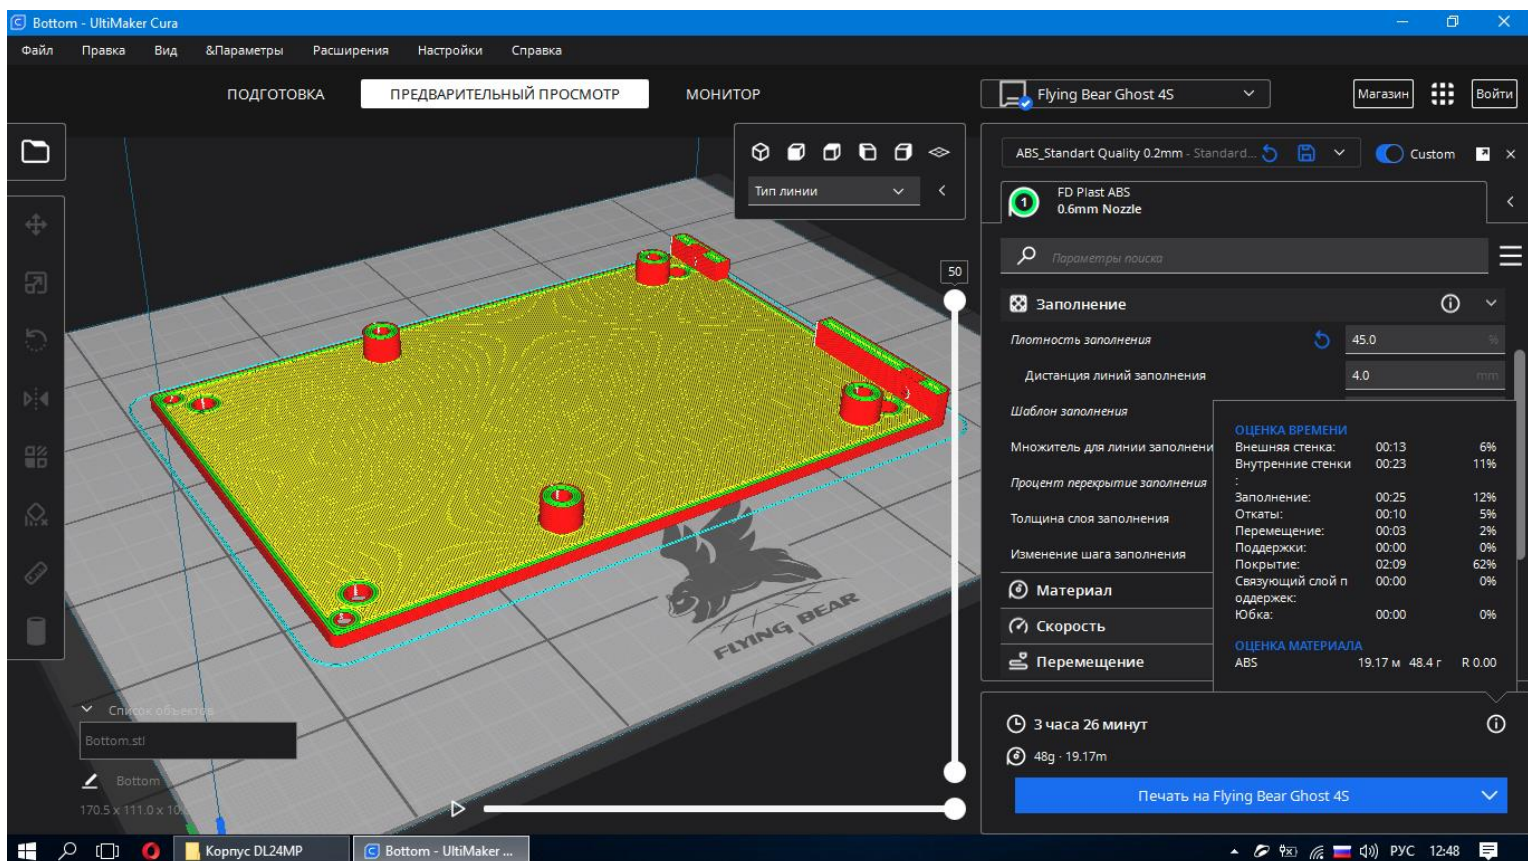 Bottom - UltiMaker Cura
Файл Правка Вид &Параметры Расширения Настройки Справка
ПОДГОТОВКА ПРЕДВАРИТЕЛЬНЫЙ ПРОСМОТР МОНИТОР
Flying Bear Ghost 4S
Магазин Войти
ABS_Standart Quality 0.2mm - Standard...
Custom
Тип линии
1
FD Plast ABS
0.6mm Nozzle
Параметры поиска
50
Заполнение
Плотность заполнения 45.0 %
Дистанция линий заполнения 4.0 mm
Шаблон заполнения
Множитель для линии заполнени
Процент перекрытие заполнения
Толщина слоя заполнения
Изменение шага заполнения
Материал
Скорость
Перемещение
ОЦЕНКА ВРЕМЕНИ
Внешняя стенка: 00:13 6%
Внутренние стенки 00:23 11%
:
Заполнение: 00:25 12%
Откаты: 00:10 5%
Перемещение: 00:03 2%
Поддержки: 00:00 0%
Покрытие: 02:09 62%
Связующий слой п 00:00 0%
оддержек:
Юбка: 00:00 0%
ОЦЕНКА МАТЕРИАЛА
ABS 19.17 м 48.4 г R 0.00
FLYING BEAR
Список объектов
Bottom.stl
Bottom
170.5 x 111.0 x 10
3 часа 26 минут
48g · 19.17m
Печать на Flying Bear Ghost 4S
Корпус DL24MP
Bottom - UltiMaker ...
РУС 12:48